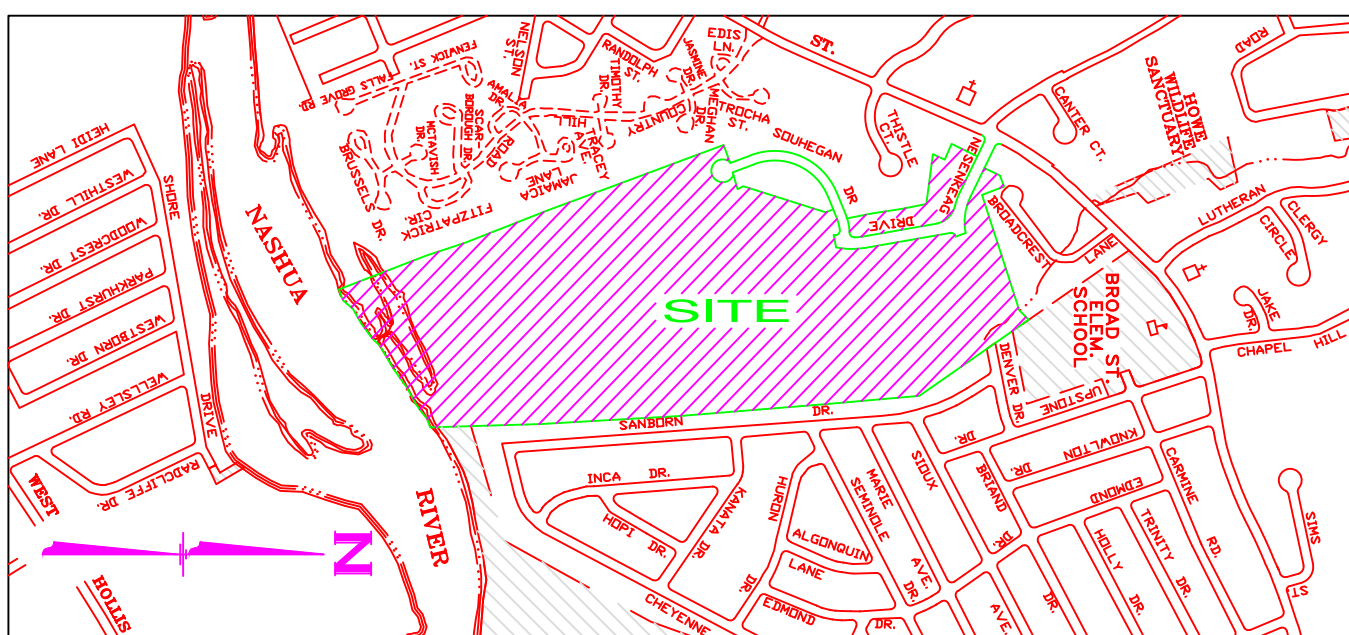 HEIDI LANE
WESTHILL DR.
WOODCREST DR.
PARKHURST DR.
WESTBORN DR.
WELLSLEY RD.
SHORE
DRIVE
RADCLIFFE DR.
WEST
HOLLIS
NASHUA
RIVER
N
GROVE RD.
FALLS
FENWICK ST.
NELSON
ST.
AMALIA
DR.
BRUSSELS DR.
MCTAVISH
DR.
SCAR
BOROUGH DR.
ROAD
FITZPATRICK
CIR.
JAMAICA
LANE
TRACEY
AVE.
HILL
COUNTRY
TIMOTHY
DR.
RANDOLPH
ST.
JASMINE
DR.
MEGHAN
DR.
EDIS
LN.
TROCHA
ST.
SOUHEGAN
DR
ST.
THISTLE
CT.
NESENKEAG
DRIVE
SITE
CANTER CT.
HOWE
WILDLIFE
SANCTUARY
ROAD
LUTHERAN
CLERGY
CIRCLE
JAKE
DR.
CHAPEL HILL
BROADCREST
LANE
BROAD ST.
ELEM.
SCHOOL
DENVER DR.
LUPSTONE
SANBORN DR.
INCA DR.
HOPI DR.
KANATA DR.
HURON
DR.
ALGONQUIN
LANE
MARIE
SEMINOLE
AVE.
DR.
SIOUX
DR.
BRIAND
DR.
KNOWLTON
DR.
EDMOND
CARMINE
RD.
TRINITY
DR.
HOLLY
DR.
DR.
AVE.
CHEYENNE
EDMOND
DR.
SIMS
ST